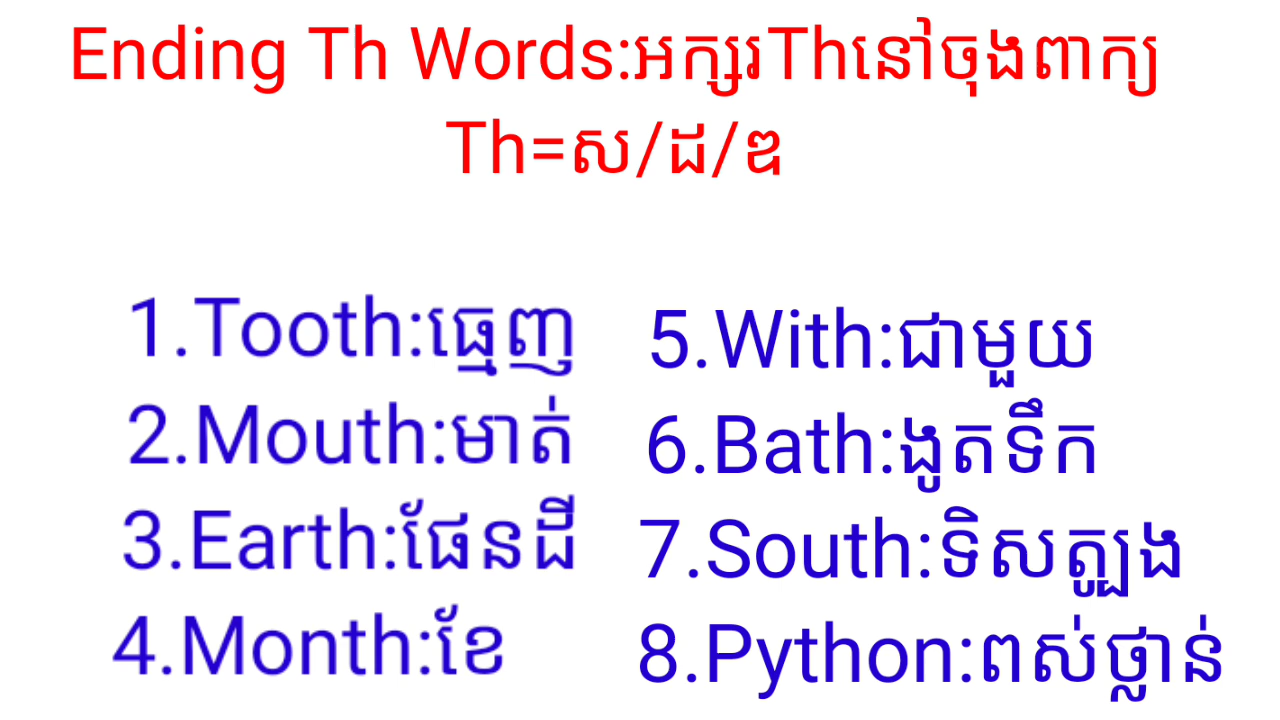 Ending Th Words:អក្សរThនៅចុងពាក្យ
Th=ស/ដ/ឌ
1.Tooth:ធ្មេញ
2.Mouth:មាត់
3.Earth:ផែនដី
4.Month:ខែ
5.With:ជាមួយ
6.Bath:ងូតទឹក
7.South:ទិសត្បូង
8.Python:ពស់ថ្លាន់